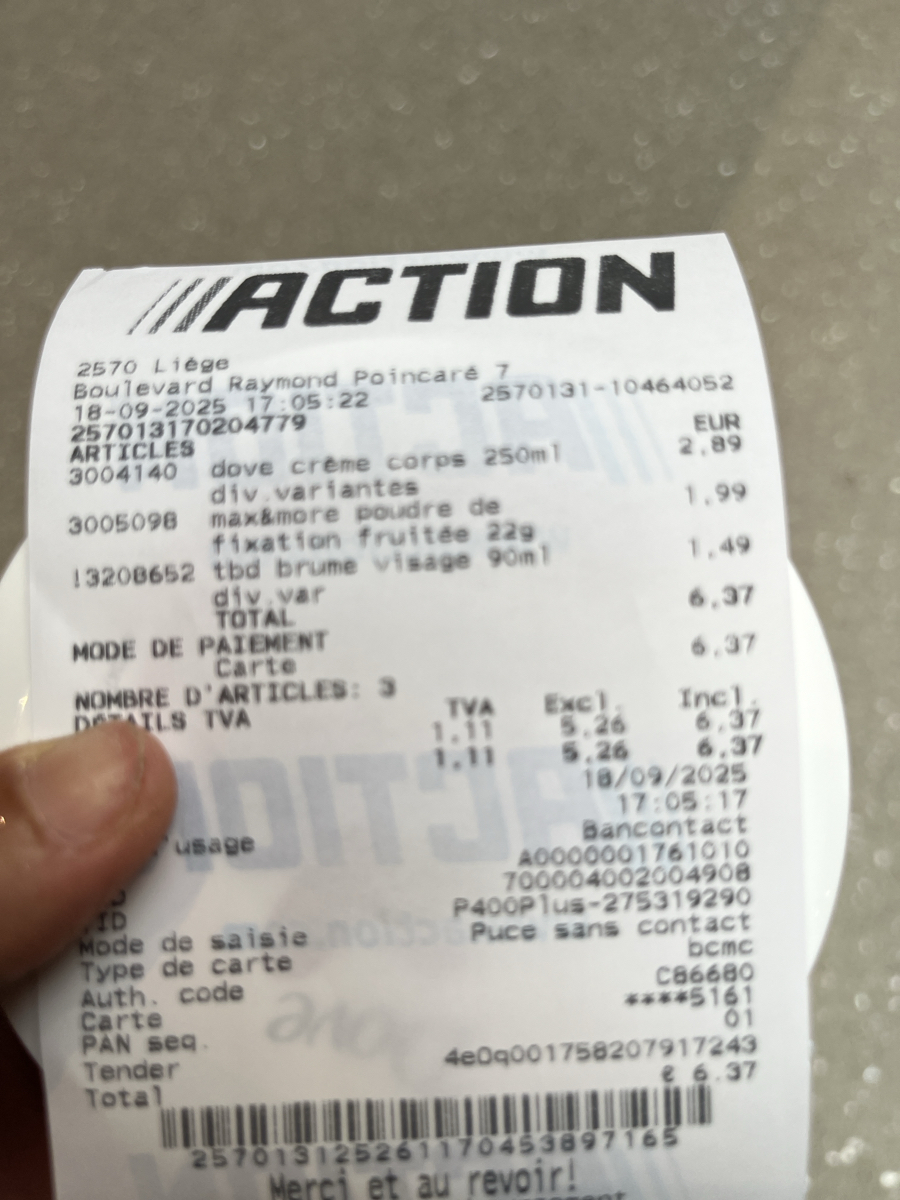 ///ACTION
2570 Liège
Boulevard Raymond Poincaré 7
18-09-2025 17:05:22 2570131-10464052
257013170204779
ARTICLES EUR
3004140 dove crème corps 250ml 2,89
div.variantes
3005098 max&more poudre de 1,99
fixation fruitée 22g
!3208652 tbd brume visage 90ml 1,49
div.var
TOTAL 6,37
MODE DE PAIEMENT
Carte 6,37
NOMBRE D'ARTICLES: 3
DÉTAILS TVA TVA Excl. Incl.
1.11 5.26 6.37
1.11 5.26 6.37
18/09/2025
17:05:17
Bancontact
usage A0000001761010
700004002004908
P400Plus-275319290
Mode de saisie Puce sans contact
Type de carte bcmc
Auth. code C86680
Carte ****5161
PAN seq. 01
Tender 4e0q001758207917243
Total € 6.37
257013125261170453897165
Merci et au revoir!